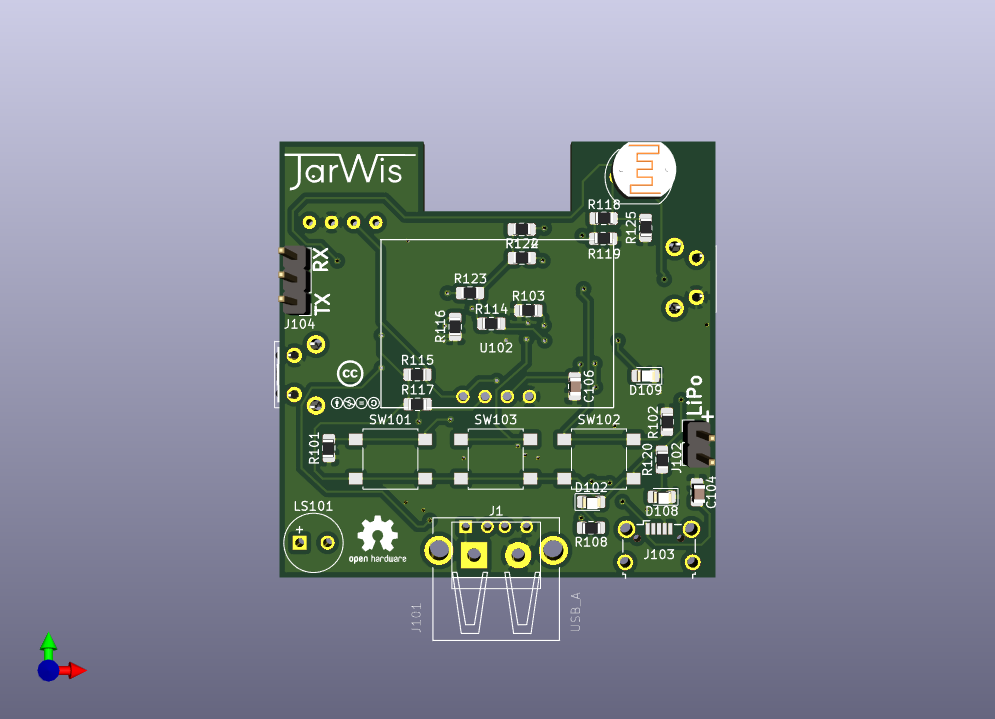 JarWis
R118
R125
R119
RX
TX
J104
R123
R103
R114
R116
U102
R115
R117
cc
C106
D109
LiPo
+
R102
SW101
SW103
SW102
R101
R120
J102
C104
D102
D108
LS101
+
J1
R108
J103
open hardware
J101
USB_A